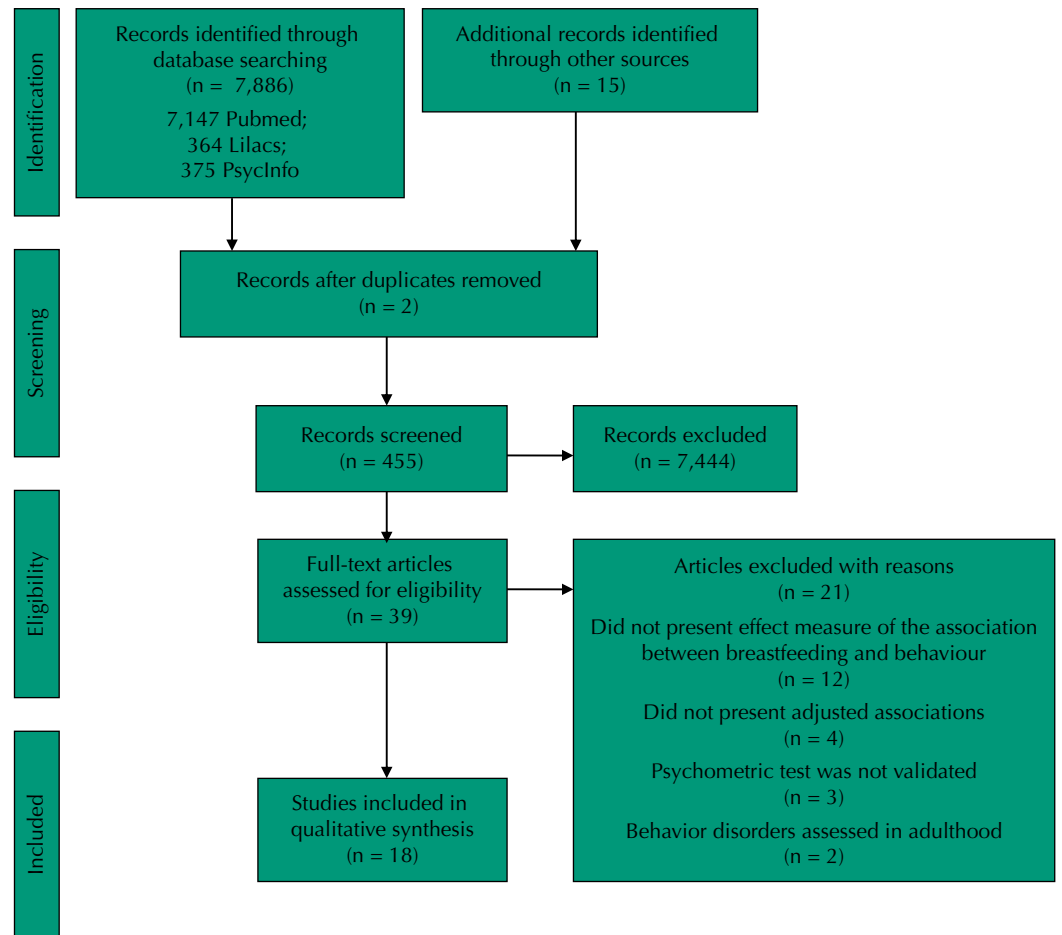 Identification
Records identified through
database searching
(n = 7,886)
7,147 Pubmed;
364 Lilacs;
375 PsycInfo
Additional records identified
through other sources
(n = 15)
Screening
Records after duplicates removed
(n = 2)
Records screened
(n = 455)
Records excluded
(n = 7,444)
Eligibility
Full-text articles
assessed for eligibility
(n = 39)
Articles excluded with reasons
(n = 21)
Did not present effect measure of the association
between breastfeeding and behaviour
(n = 12)
Did not present adjusted associations
(n = 4)
Psychometric test was not validated
(n = 3)
Behavior disorders assessed in adulthood
(n = 2)
Included
Studies included in
qualitative synthesis
(n = 18)